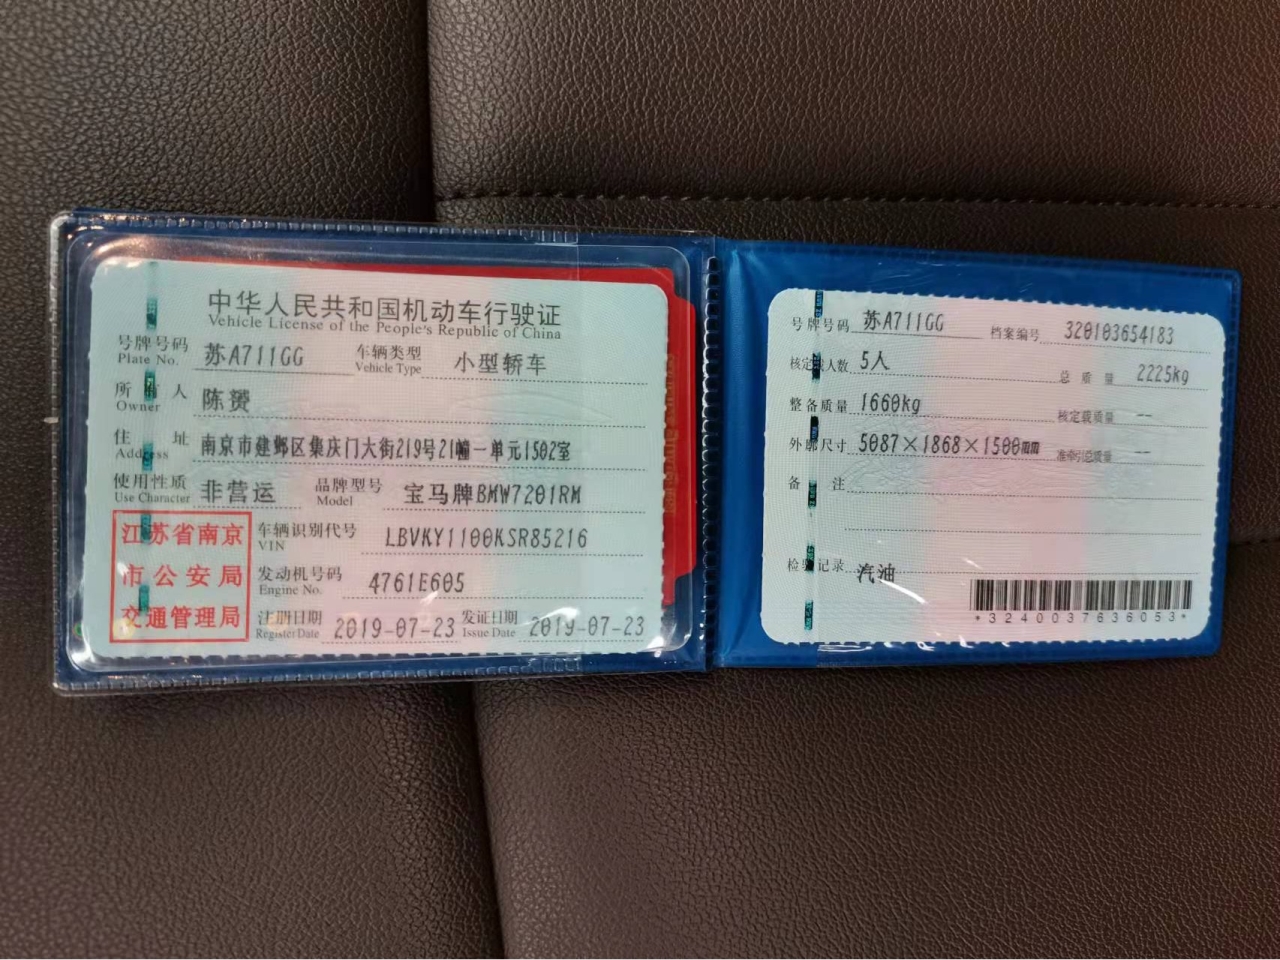 中华人民共和国机动车行驶证
Vehicle License of the People's Republic of China
号牌号码 苏A711GG 车辆类型 小型轿车
Plate No. Vehicle Type
所有人 陈赟
Owner
住 址 南京市建邺区集庆门大街219号21幢一单元1502室
Address
使用性质 非营运 品牌型号 宝马牌BMW7201RM
Use Character Model
江苏省南京
市公安局
交通管理局
车辆识别代号 LBVKY1100KSR85216
VIN
发动机号码 4761E605
Engine No.
注册日期 2019-07-23 发证日期 2019-07-23
Register Date Issue Date
号牌号码 苏A711GG 档案编号 320103654183
核定载人数 5人 总质量 2225kg
整备质量 1660kg 核定载质量 --
外廓尺寸 5087×1868×1500mm 准牵引总质量 --
备 注
检验记录 汽油
*3240037636053*